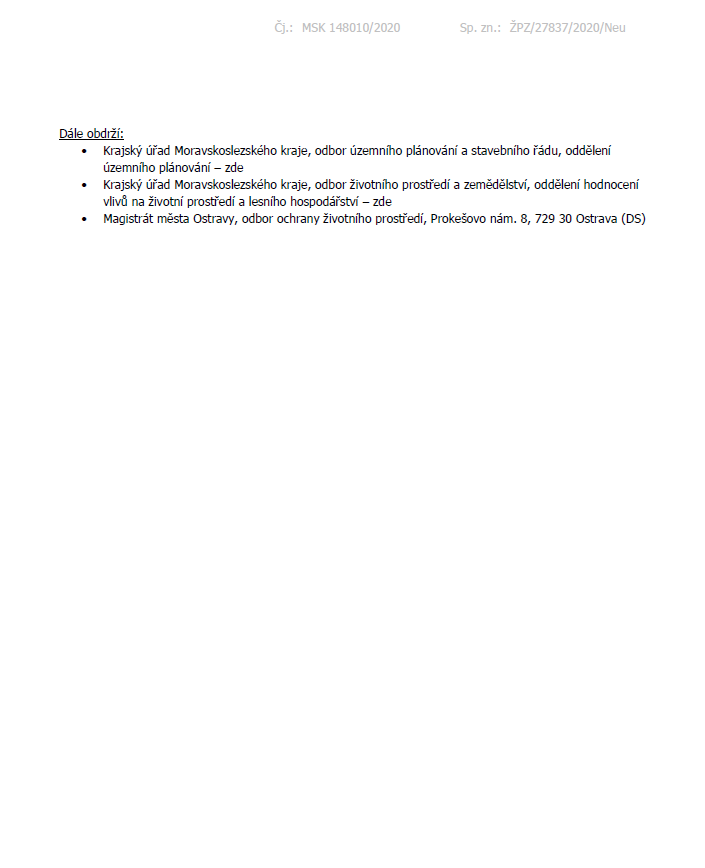 Čj.: MSK 148010/2020 Sp. zn.: ŽPZ/27837/2020/Neu
Dále obdrží:
• Krajský úřad Moravskoslezského kraje, odbor územního plánování a stavebního řádu, oddělení
územního plánování – zde
• Krajský úřad Moravskoslezského kraje, odbor životního prostředí a zemědělství, oddělení hodnocení
vlivů na životní prostředí a lesního hospodářství – zde
• Magistrát města Ostravy, odbor ochrany životního prostředí, Prokešovo nám. 8, 729 30 Ostrava (DS)